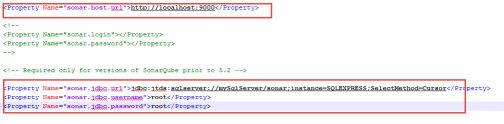 <Property Name="sonar.host.url">http://localhost:9000</Property>
<!--
<Property Name="sonar.login"></Property>
<Property Name="sonar.password"></Property>
-->
<!-- Required only for versions of SonarQube prior to 5.2 -->
<Property Name="sonar.jdbc.url">jdbc:jtds:sqlserver://mySqlServer/sonar;instance=SQLEXPRESS;SelectMethod=Cursor</Property>
<Property Name="sonar.jdbc.username">root</Property>
<Property Name="sonar.jdbc.password">root</Property>